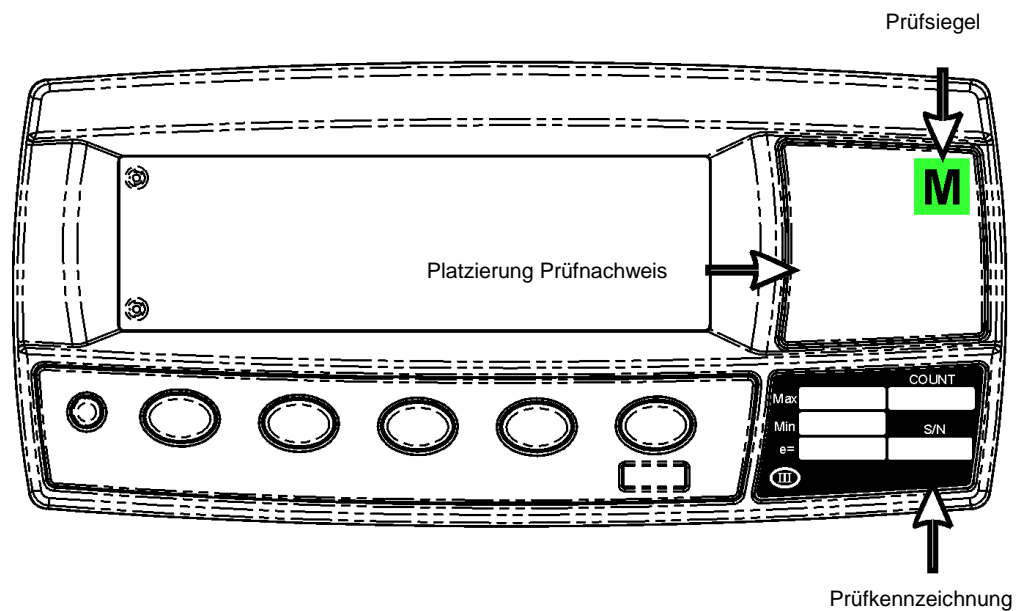 Prüfsiegel
M
Platzierung Prüfnachweis
COUNT
Max
Min
S/N
e=
III
Prüfkennzeichnung